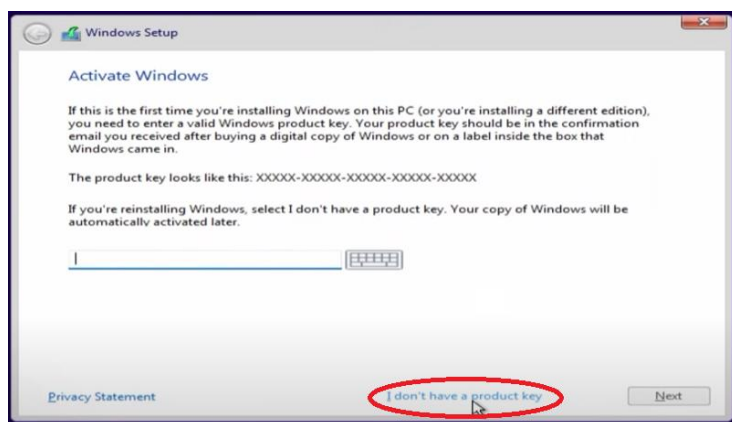 Windows Setup
Activate Windows
If this is the first time you're installing Windows on this PC (or you're installing a different edition),
you need to enter a valid Windows product key. Your product key should be in the confirmation
email you received after buying a digital copy of Windows or on a label inside the box that
Windows came in.
The product key looks like this: XXXXX-XXXXX-XXXXX-XXXXX-XXXXX
If you're reinstalling Windows, select I don't have a product key. Your copy of Windows will be
automatically activated later.
Privacy Statement
I don't have a product key
Next